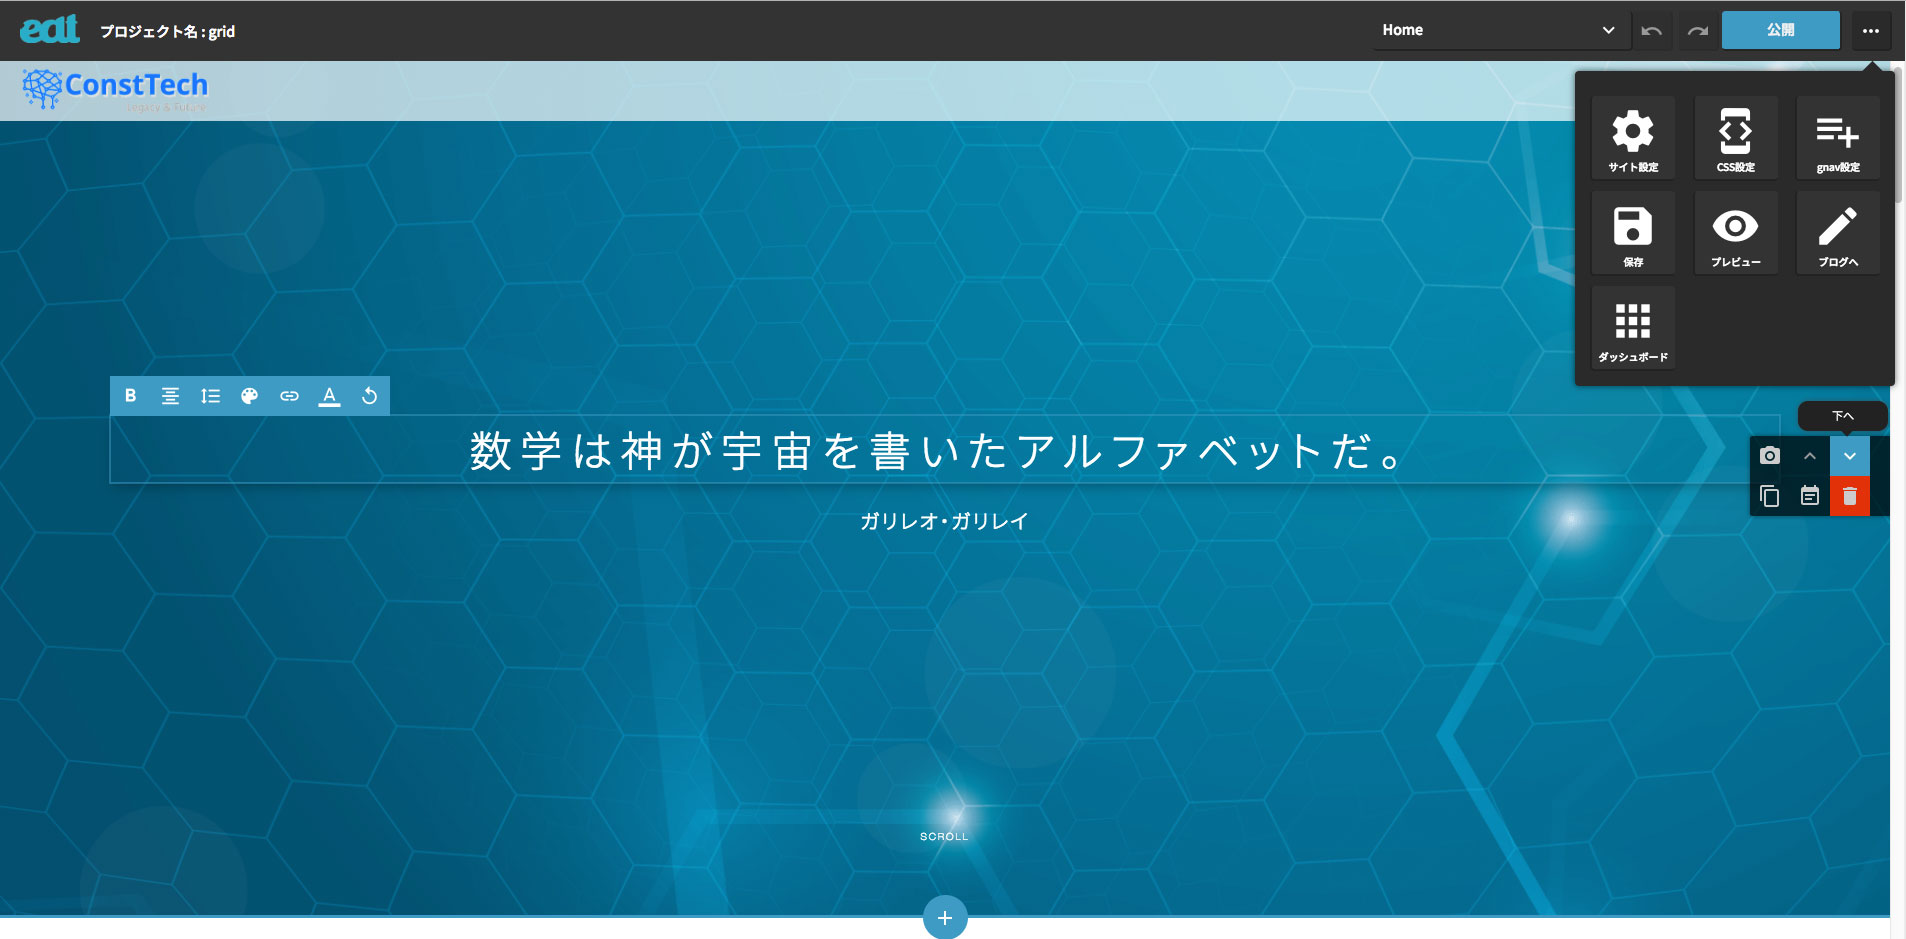 eat
プロジェクト名 : grid
Home
公開
ConstTech
Legacy & Future
サイト設定
CSS設定
gnav設定
保存
プレビュー
ブログへ
ダッシュボード
B
A
下へ
数学は神が宇宙を書いたアルファベットだ。
ガリレオ・ガリレイ
SCROLL